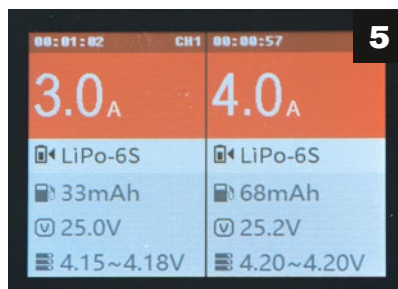 00:01:02 CH1 00:00:57
5
3.0A 4.0A
LiPo-6S LiPo-6S
33mAh 68mAh
V 25.0V V 25.2V
4.15~4.18V 4.20~4.20V